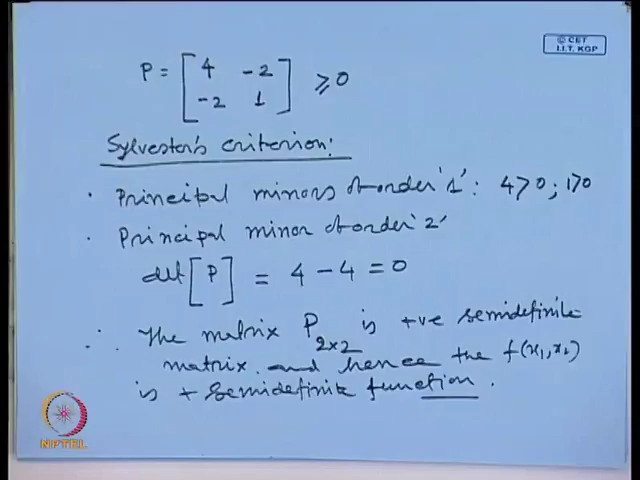 © CET
I.I.T. KGP
P = [ 4 -2
-2 1 ] ≥ 0
Sylvester's criterion:
· Principal minors of order '1': 4>0; 1>0
· Principal minor of order '2'
det [P] = 4 - 4 = 0
∴ The matrix P2x2 is +ve semidefinite
matrix. and hence the f(x1,x2)
is + semidefinite function.
NPTEL